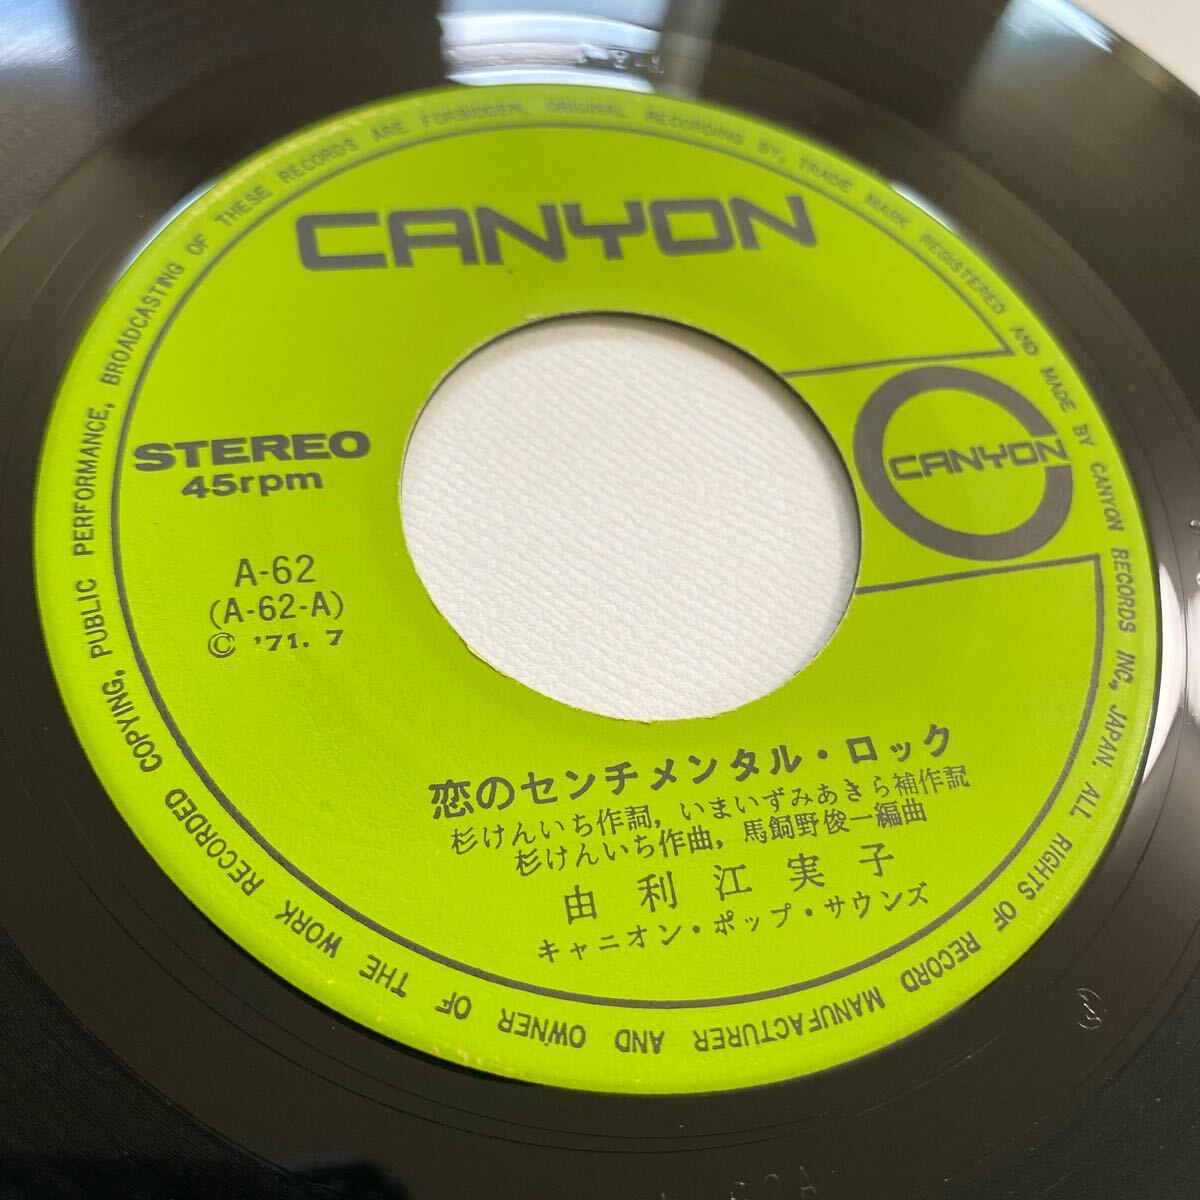 CANYON
STEREO
45rpm
A-62
(A-62-A)
© '71. 7
CANYON
恋のセンチメンタル・ロック
杉けんいち作詞, いまいずみあきら補作詞
杉けんいち作曲, 馬飼野俊一編曲
由利江実子
キャニオン・ポップ・サウンズ
ALL RIGHTS OF RECORD MANUFACTURER AND OWNER OF THE WORK RECORDED COPYING, PUBLIC PERFORMANCE, BROADCASTING OF THESE RECORDS ARE FORBIDDEN, ORIGINAL RECORDING BY, TRADE MARK REGISTERED AND MADE BY CANYON RECORDS INC., JAPAN.